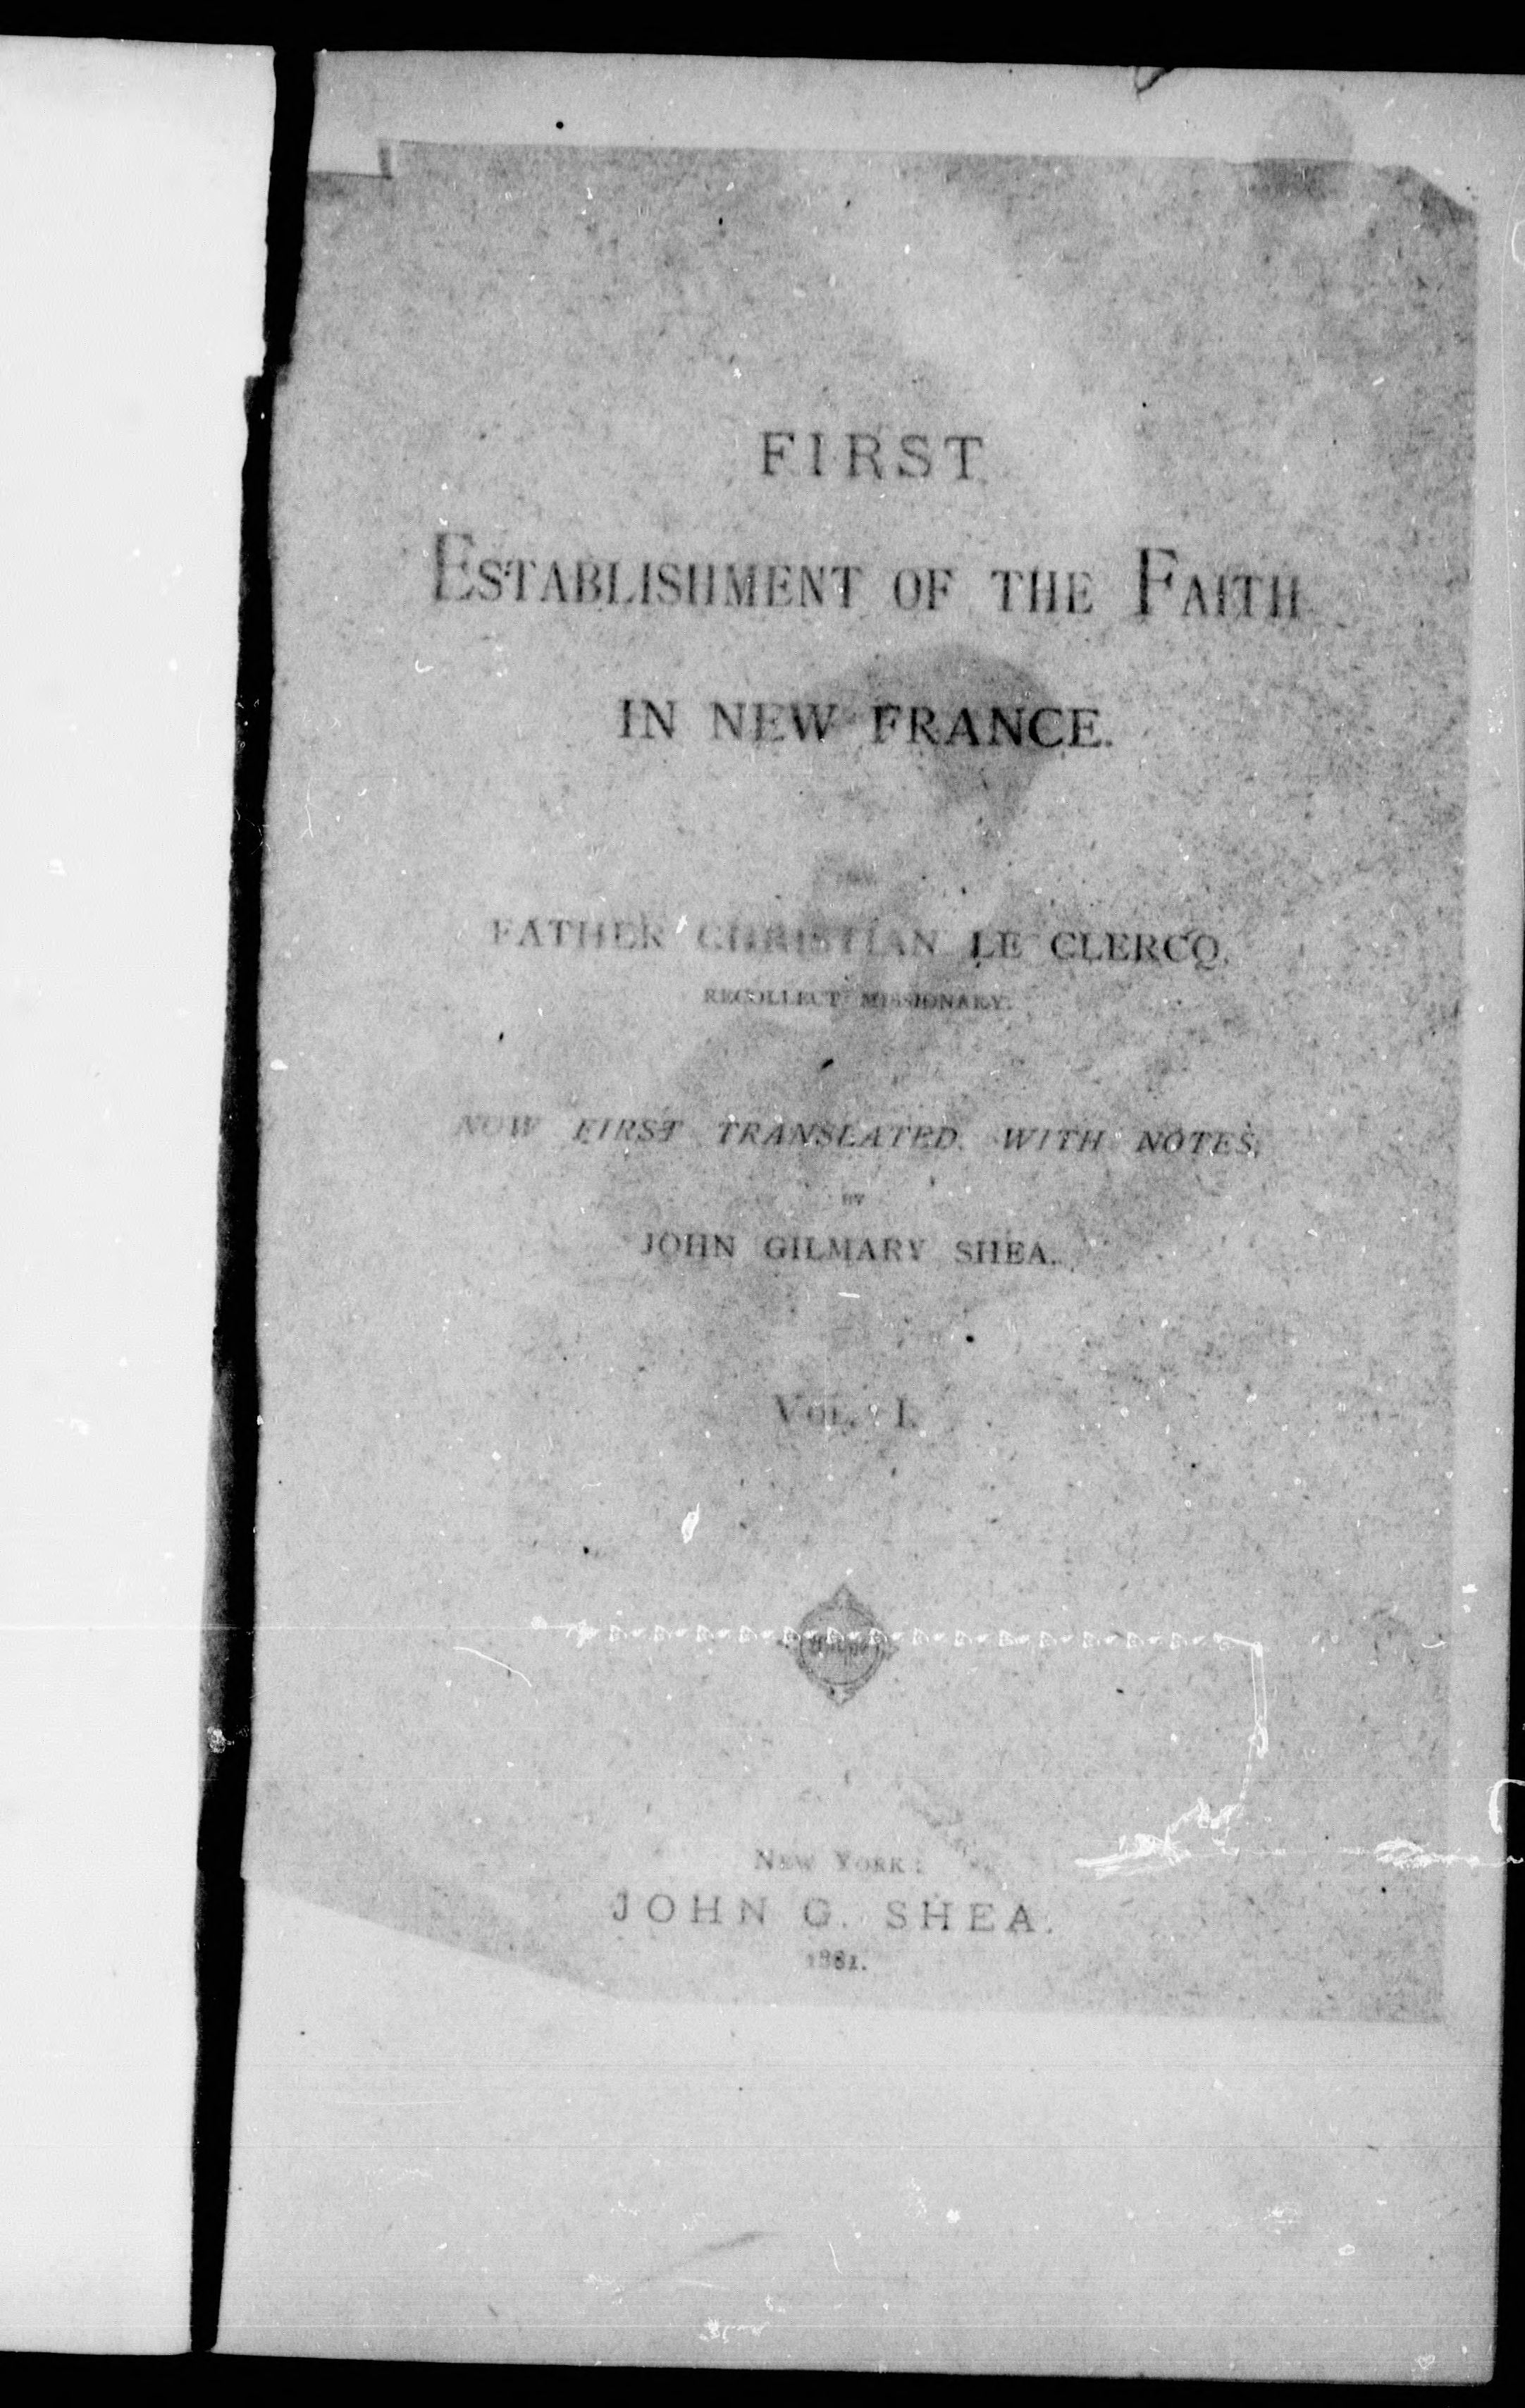 FIRST
ESTABLISHMENT OF THE FAITH
IN NEW FRANCE.
FATHER CHRISTIAN LE CLERCQ,
RECOLLECT MISSIONARY.
NOW FIRST TRANSLATED, WITH NOTES,
BY
JOHN GILMARY SHEA.
VOL. I.
NEW YORK:
JOHN G. SHEA.
1881.